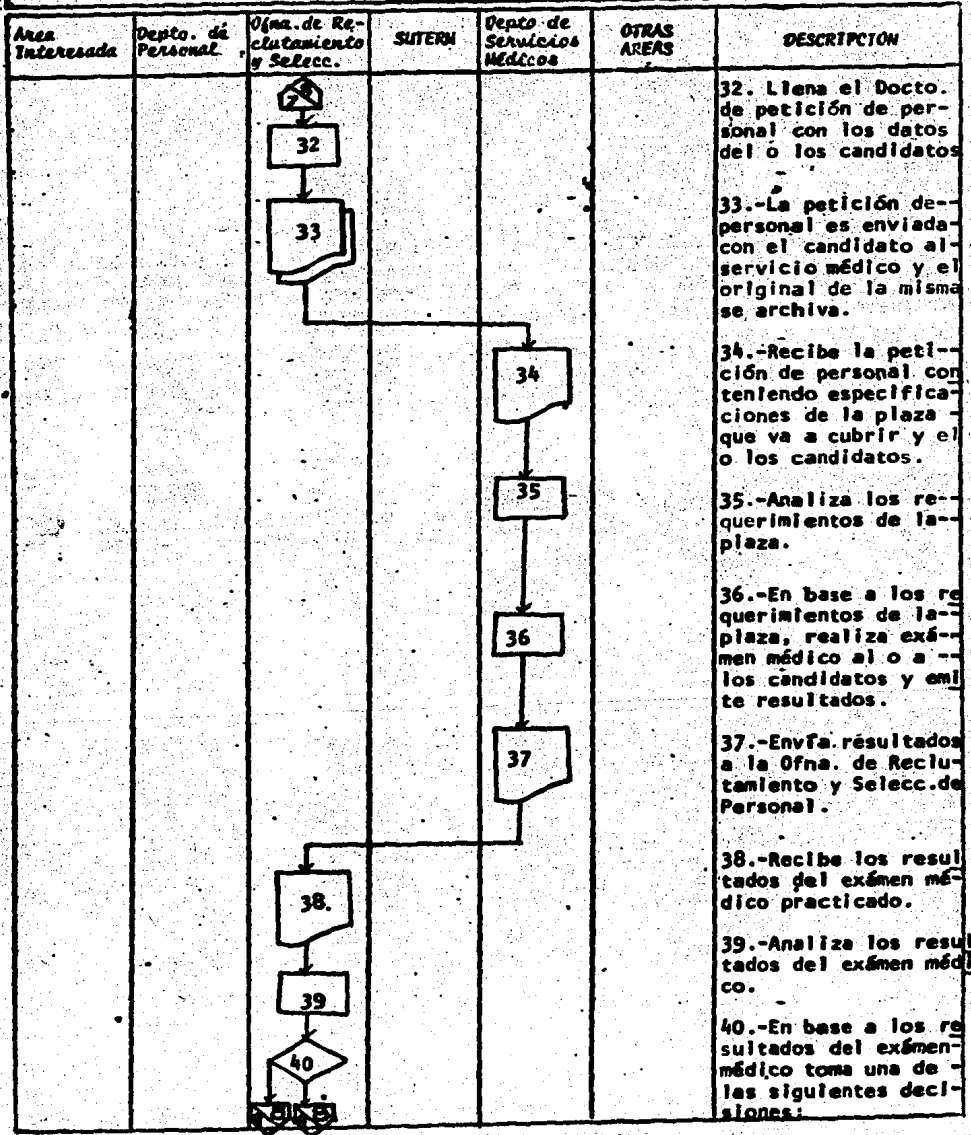 Area
Interesada
Depto. de
Personal
Ofna. de Re-
clutamiento
y Selecc.
SUTERM
Depto de
Servicios
Médicos
OTRAS
AREAS
DESCRIPCION
32
33
34
35
36
37
38.
39
40
32. Llena el Docto.
de petición de per-
sonal con los datos
del o los candidatos
33.-La petición de--
personal es enviada-
con el candidato al-
servicio médico y el
original de la misma
se archiva.
34.-Recibe la peti--
ción de personal con
teniendo especifica-
ciones de la plaza -
que va a cubrir y el
o los candidatos.
35.-Analiza los re--
querimientos de la--
plaza.
36.-En base a los re
querimientos de la--
plaza, realiza exá--
men médico al o a --
los candidatos y emi
te resultados.
37.-Envía resultados
a la Ofna. de Reclu-
tamiento y Selecc.de
Personal.
38.-Recibe los resul
tados del exámen mé-
dico practicado.
39.-Analiza los resul
tados del exámen médi
co.
40.-En base a los re
sultados del exámen-
médico toma una de -
las siguientes deci-
siones: